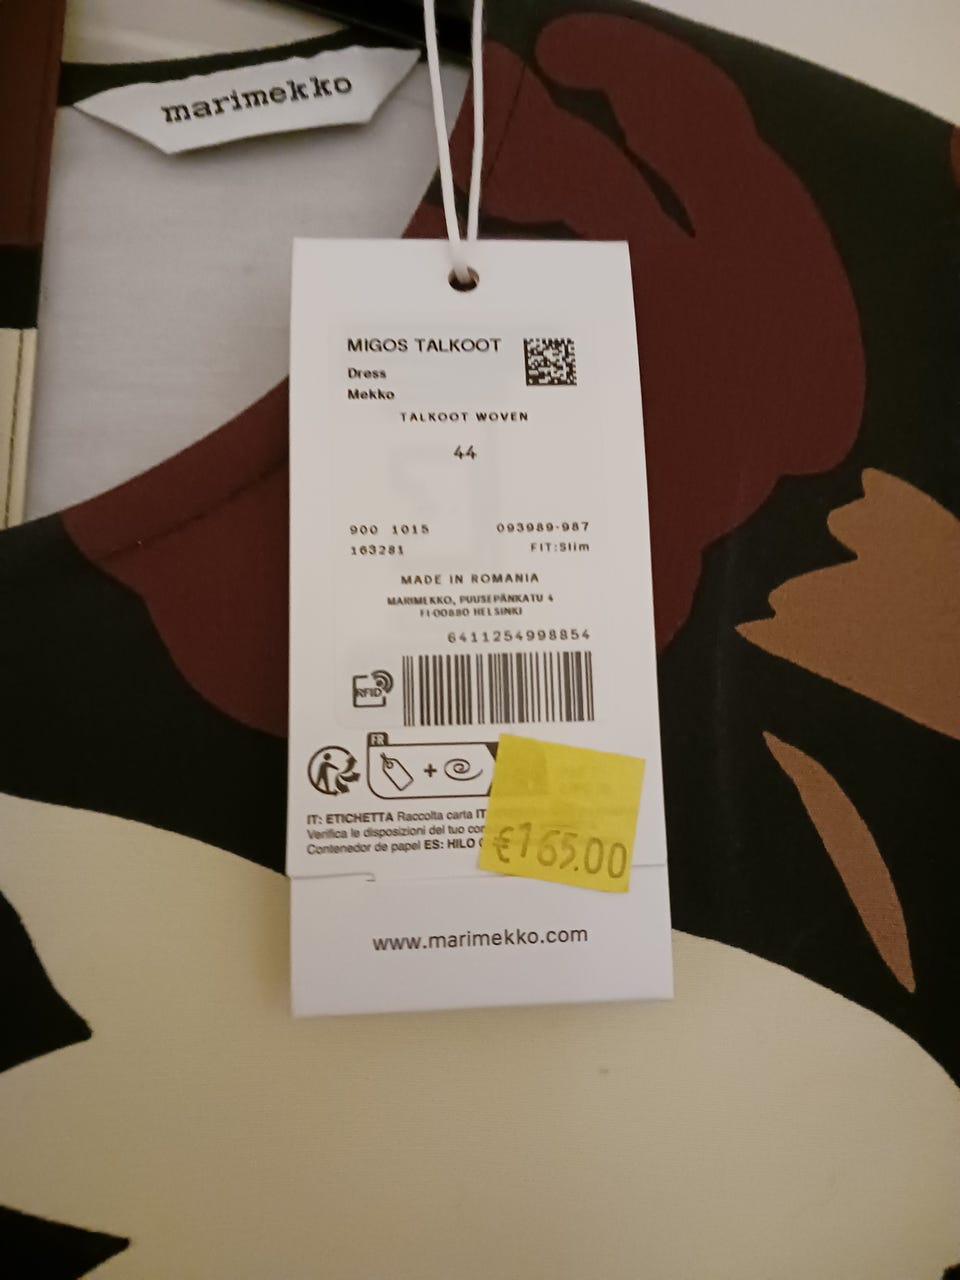 marimekko
MIGOS TALKOOT
Dress
Mekko
TALKOOT WOVEN
44
900 1015 093989-987
163281 FIT:Slim
MADE IN ROMANIA
MARIMEKKO, PUUSEPÄNKATU 4
FI-00880 HELSINKI
6411254998854
RFID
FR
+
IT: ETICHETTA Raccolta carta IT
Verifica le disposizioni del tuo
Contenedor de papel ES: HILO
€165.00
www.marimekko.com